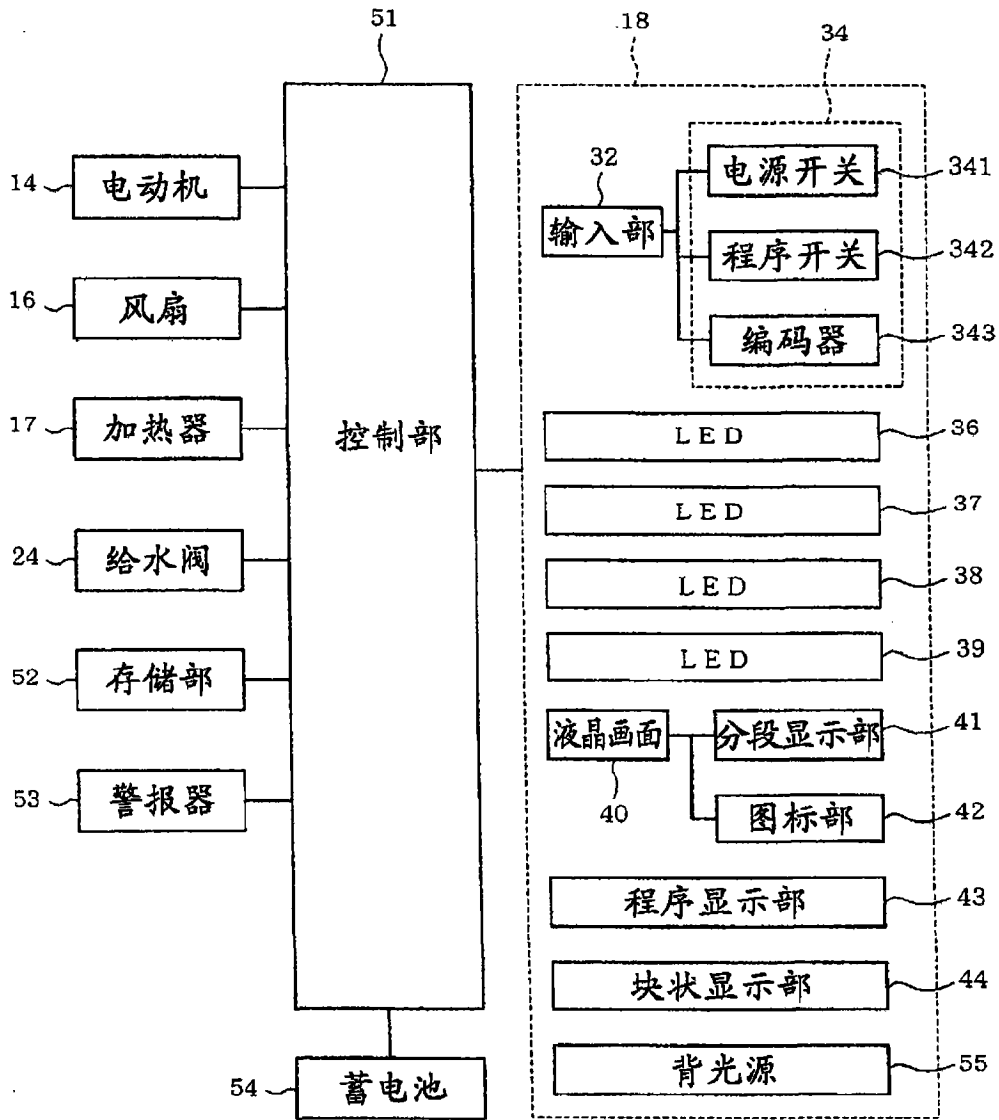 51
18
34
14
电动机
32
输入部
电源开关
341
程序开关
342
编码器
343
16
风扇
17
加热器
控制部
LED
36
LED
37
24
给水阀
LED
38
LED
39
52
存储部
液晶画面
40
分段显示部
41
53
警报器
图标部
42
程序显示部
43
块状显示部
44
54
蓄电池
背光源
55